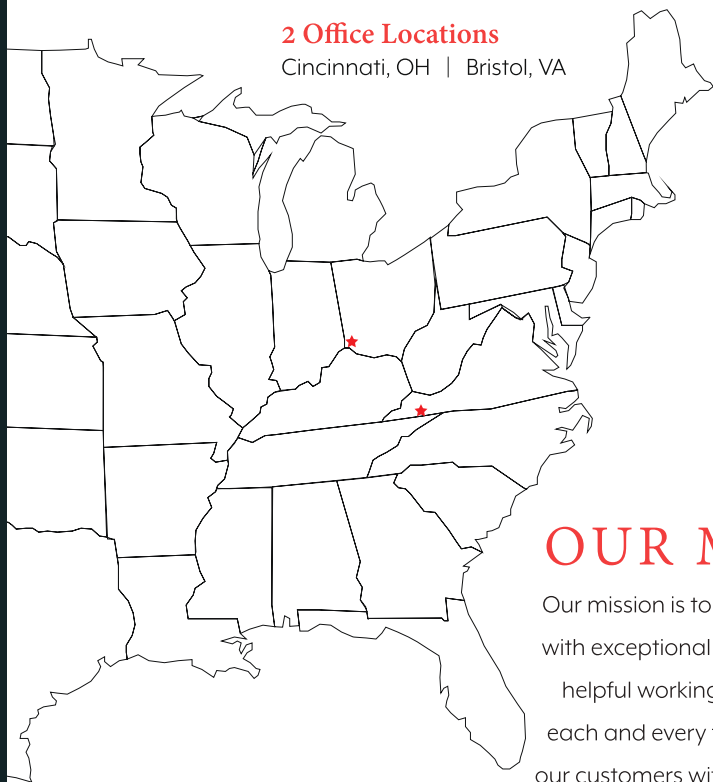 2 Office Locations
Cincinnati, OH | Bristol, VA
OUR
Our mission is to
with exceptional
helpful working
each and every
our customers